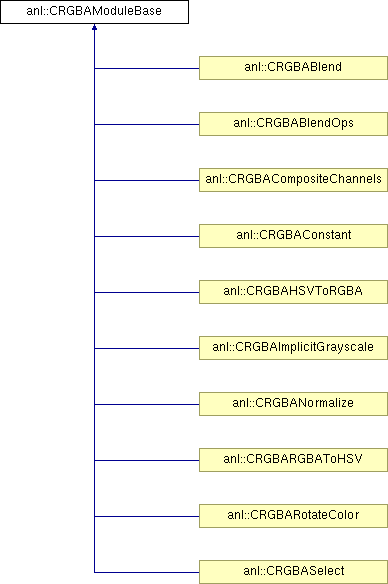 anl::CRGBAModuleBase
anl::CRGBABlend
anl::CRGBABlendOps
anl::CRGBACompositeChannels
anl::CRGBAConstant
anl::CRGBAHSVToRGBA
anl::CRGBAImplicitGrayscale
anl::CRGBANormalize
anl::CRGBARGBAToHSV
anl::CRGBARotateColor
anl::CRGBASelect